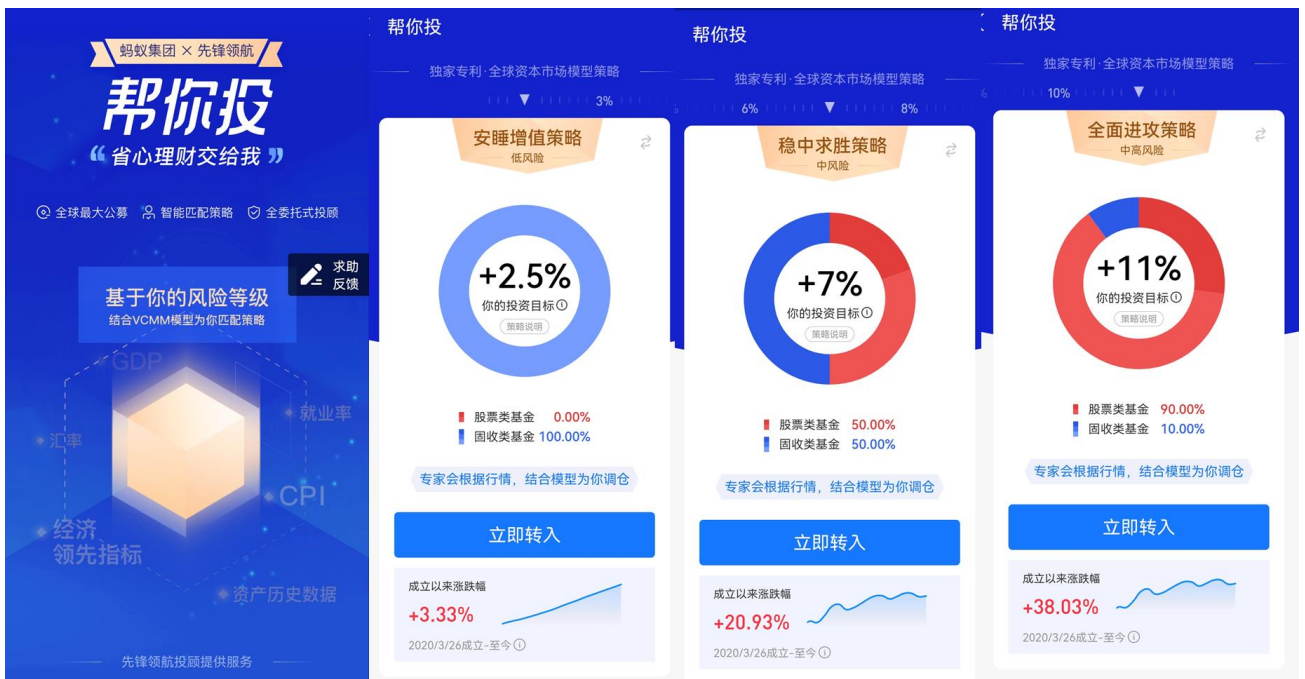 蚂蚁集团 × 先锋领航
帮你投
“省心理财交给我”
全球最大公募 智能匹配策略 全委托式投顾
求助
反馈
基于你的风险等级
结合VCMM模型为你匹配策略
GDP
就业率
汇率
CPI
经济
领先指标
资产历史数据
先锋领航投顾提供服务
帮你投
独家专利·全球资本市场模型策略
3%
安睡增值策略
低风险
+2.5%
你的投资目标
策略说明
股票类基金 0.00%
固收类基金 100.00%
专家会根据行情，结合模型为你调仓
立即转入
成立以来涨跌幅
+3.33%
2020/3/26成立-至今
帮你投
独家专利·全球资本市场模型策略
6% 8%
稳中求胜策略
中风险
+7%
你的投资目标
策略说明
股票类基金 50.00%
固收类基金 50.00%
专家会根据行情，结合模型为你调仓
立即转入
成立以来涨跌幅
+20.93%
2020/3/26成立-至今
帮你投
独家专利·全球资本市场模型策略
10%
全面进攻策略
中高风险
+11%
你的投资目标
策略说明
股票类基金 90.00%
固收类基金 10.00%
专家会根据行情，结合模型为你调仓
立即转入
成立以来涨跌幅
+38.03%
2020/3/26成立-至今